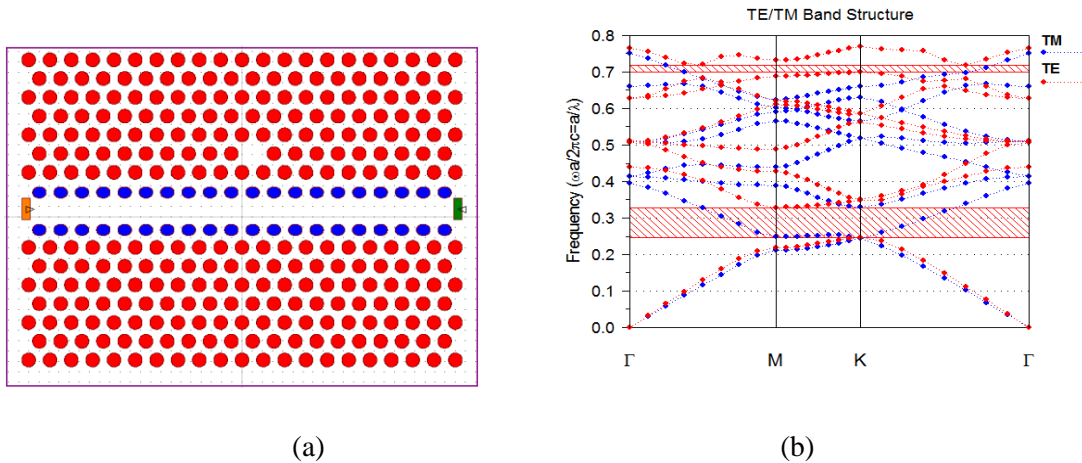 TE/TM Band Structure
TM
TE
Frequency (ωa/2πc=a/λ)
0.8
0.7
0.6
0.5
0.4
0.3
0.2
0.1
0.0
Γ M K Γ
(a) (b)